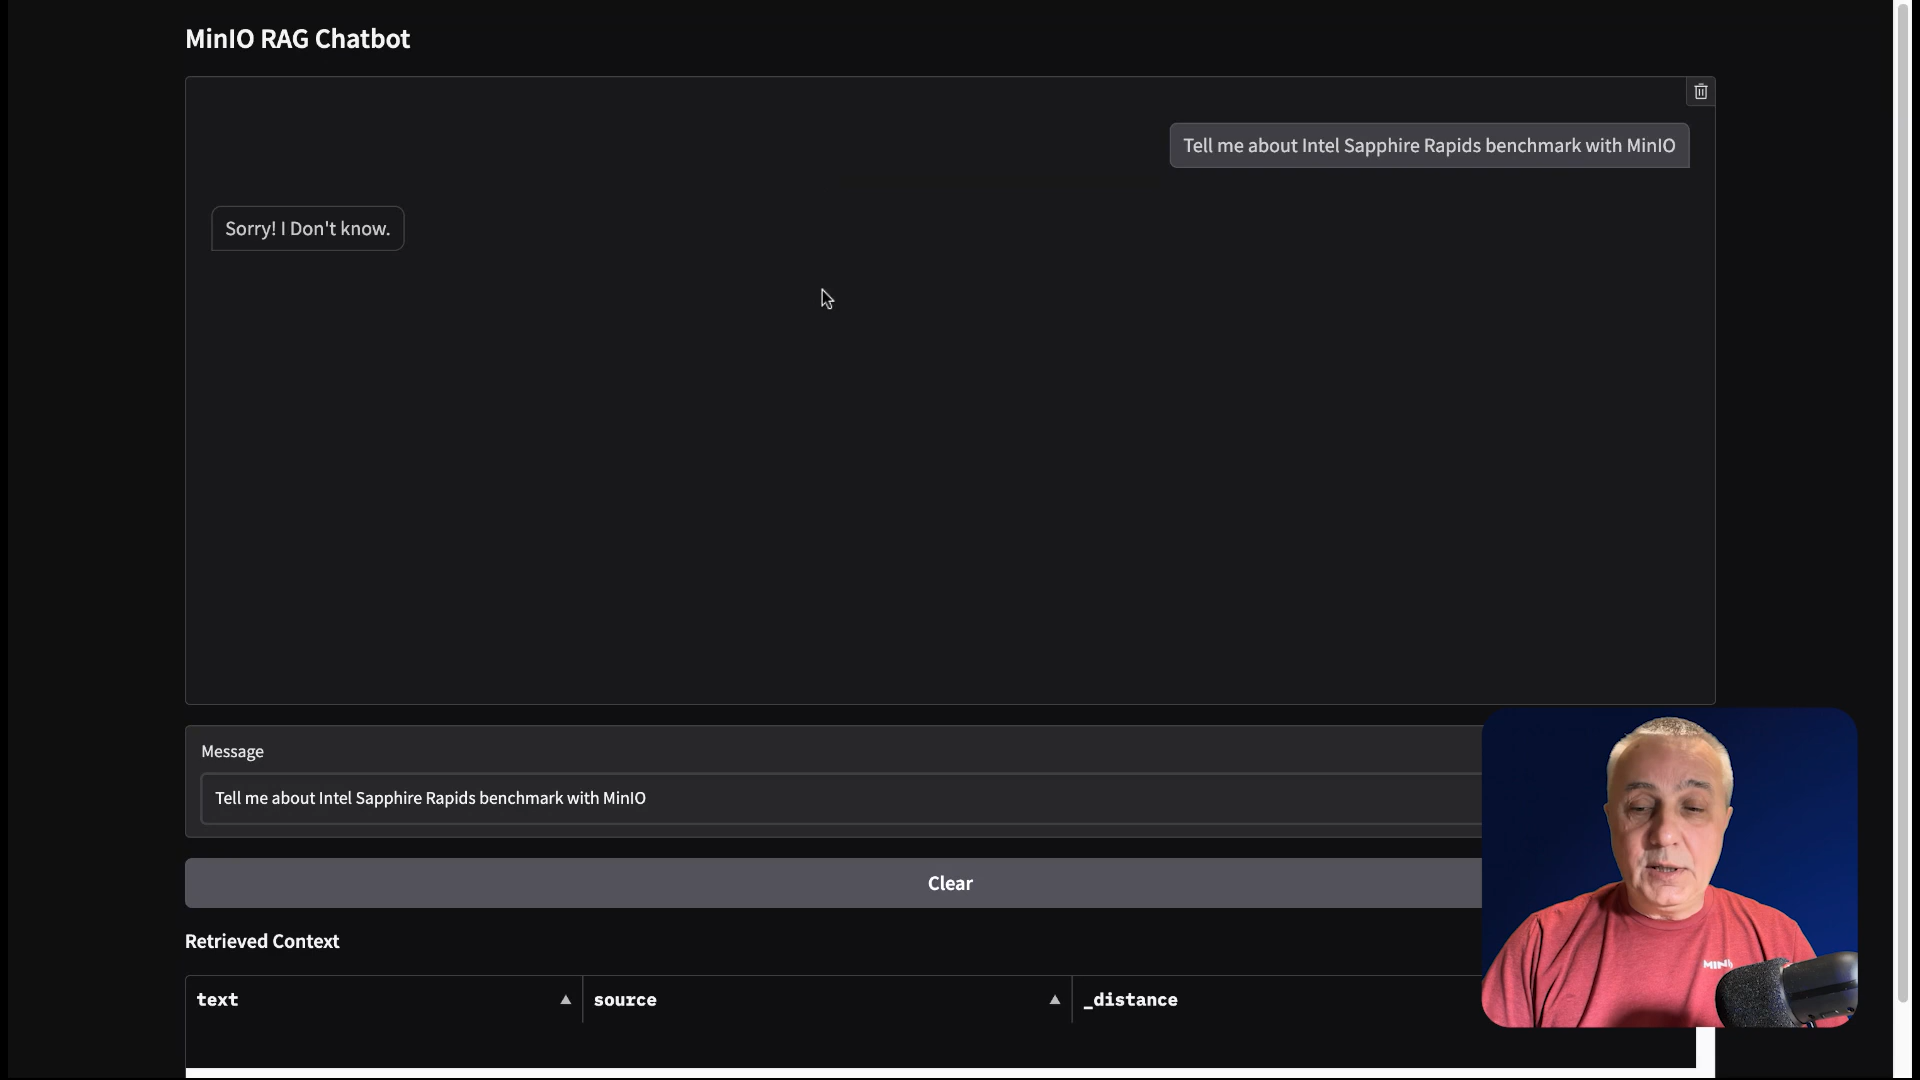 MinIO RAG Chatbot
Tell me about Intel Sapphire Rapids benchmark with MinIO
Sorry! I Don't know.
Message
Tell me about Intel Sapphire Rapids benchmark with MinIO
Clear
Retrieved Context
text ▲ source ▲ _distance